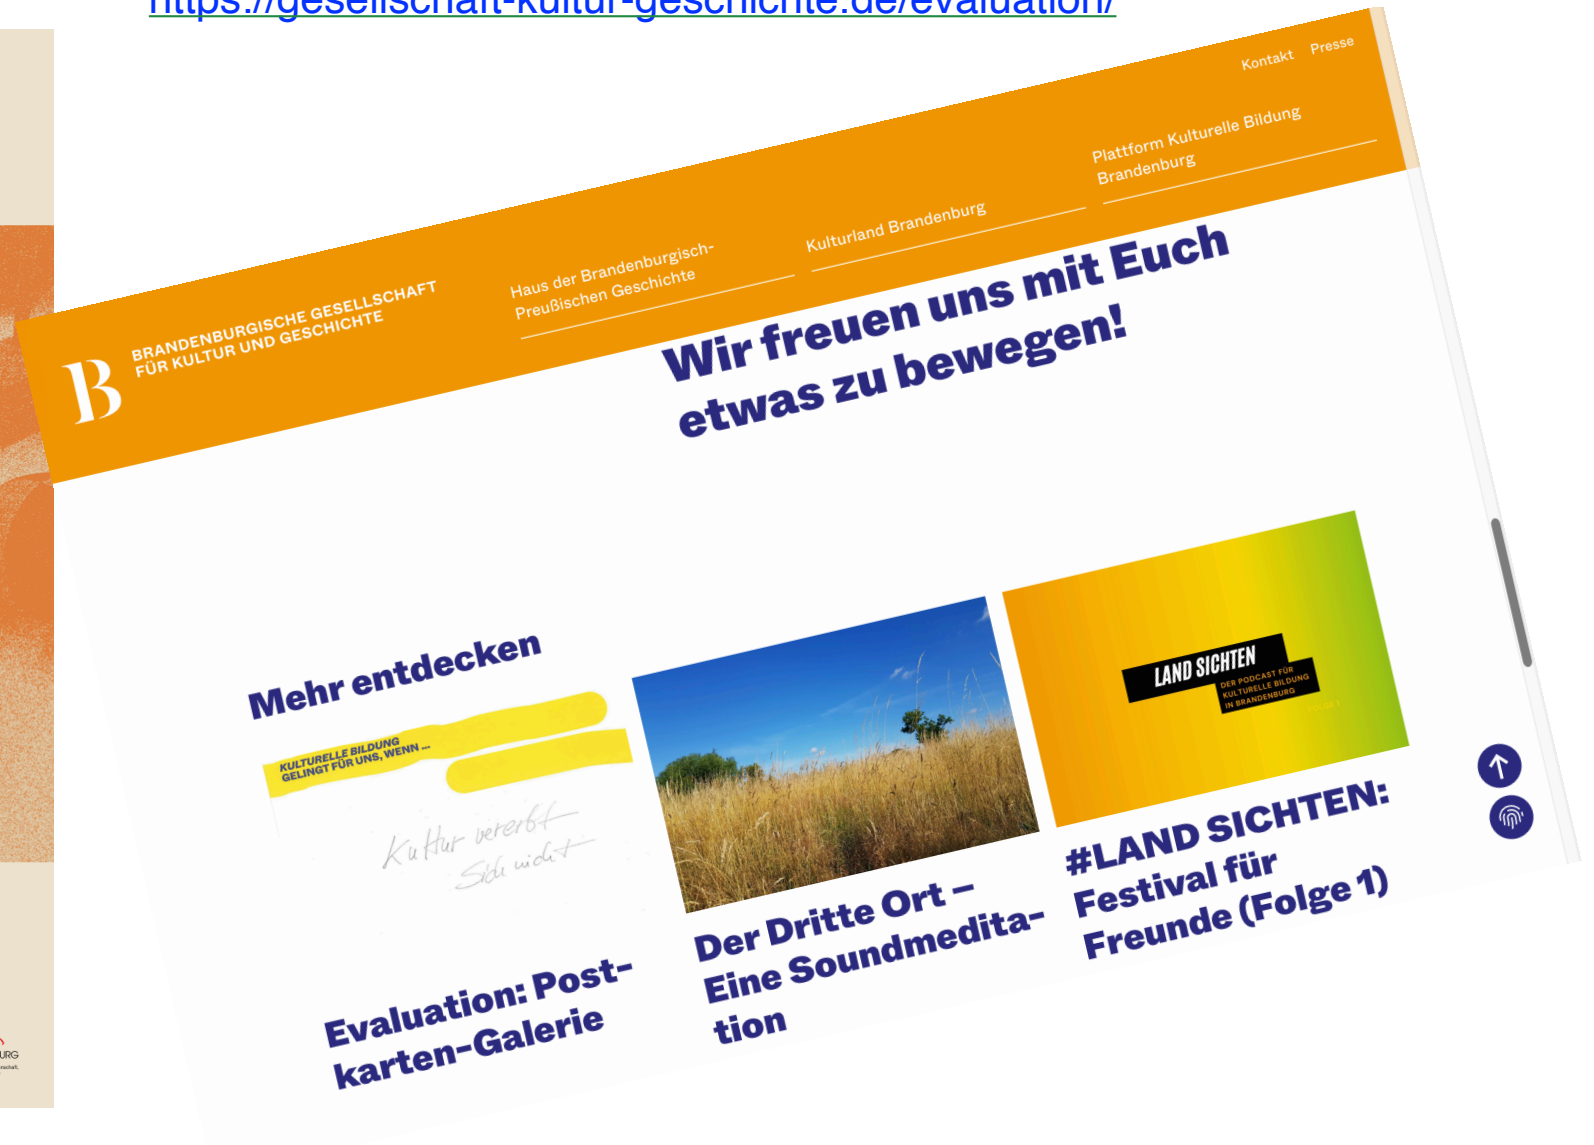 https://gesellschaft-kultur-geschichte.de/evaluation/
Kontakt Presse
BRANDENBURGISCHE GESELLSCHAFT
FÜR KULTUR UND GESCHICHTE
B
Haus der Brandenburgisch-
Preußischen Geschichte
Kulturland Brandenburg
Plattform Kulturelle Bildung
Brandenburg
Wir freuen uns mit Euch
etwas zu bewegen!
Mehr entdecken
KULTURELLE BILDUNG
GELINGT FÜR UNS, WENN ...
Kultur vererbt
sich nicht
Evaluation: Post-
karten-Galerie
Der Dritte Ort –
Eine Soundmedita-
tion
LAND SICHTEN
DER PODCAST FÜR
KULTURELLE BILDUNG
IN BRANDENBURG
FOLGE 1
#LAND SICHTEN:
Festival für
Freunde (Folge 1)
URG